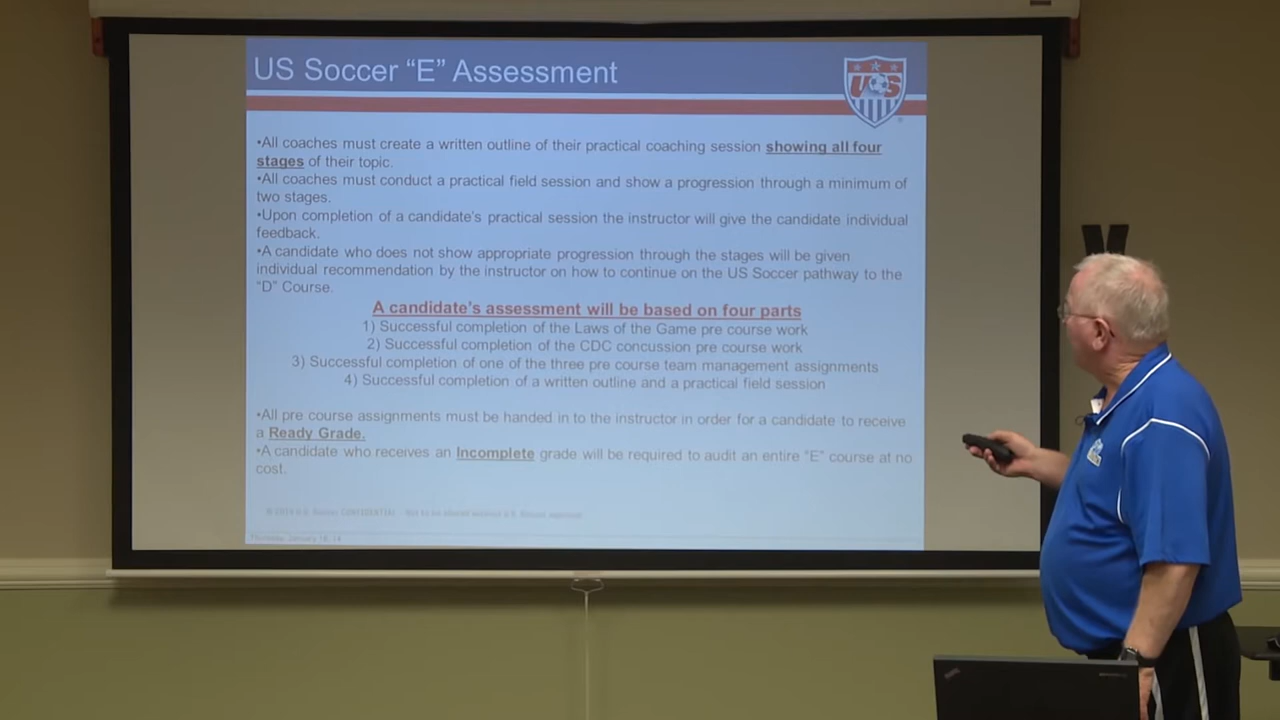 US Soccer “E” Assessment
US
•All coaches must create a written outline of their practical coaching session showing all four
stages of their topic.
•All coaches must conduct a practical field session and show a progression through a minimum of
two stages.
•Upon completion of a candidate's practical session the instructor will give the candidate individual
feedback.
•A candidate who does not show appropriate progression through the stages will be given
individual recommendation by the instructor on how to continue on the US Soccer pathway to the
“D” Course.
A candidate's assessment will be based on four parts
1) Successful completion of the Laws of the Game pre course work
2) Successful completion of the CDC concussion pre course work
3) Successful completion of one of the three pre course team management assignments
4) Successful completion of a written outline and a practical field session
•All pre course assignments must be handed in to the instructor in order for a candidate to receive
a Ready Grade.
•A candidate who receives an Incomplete grade will be required to audit an entire “E” course at no
cost.
U.S. Soccer CONFIDENTIAL
Thursday, January